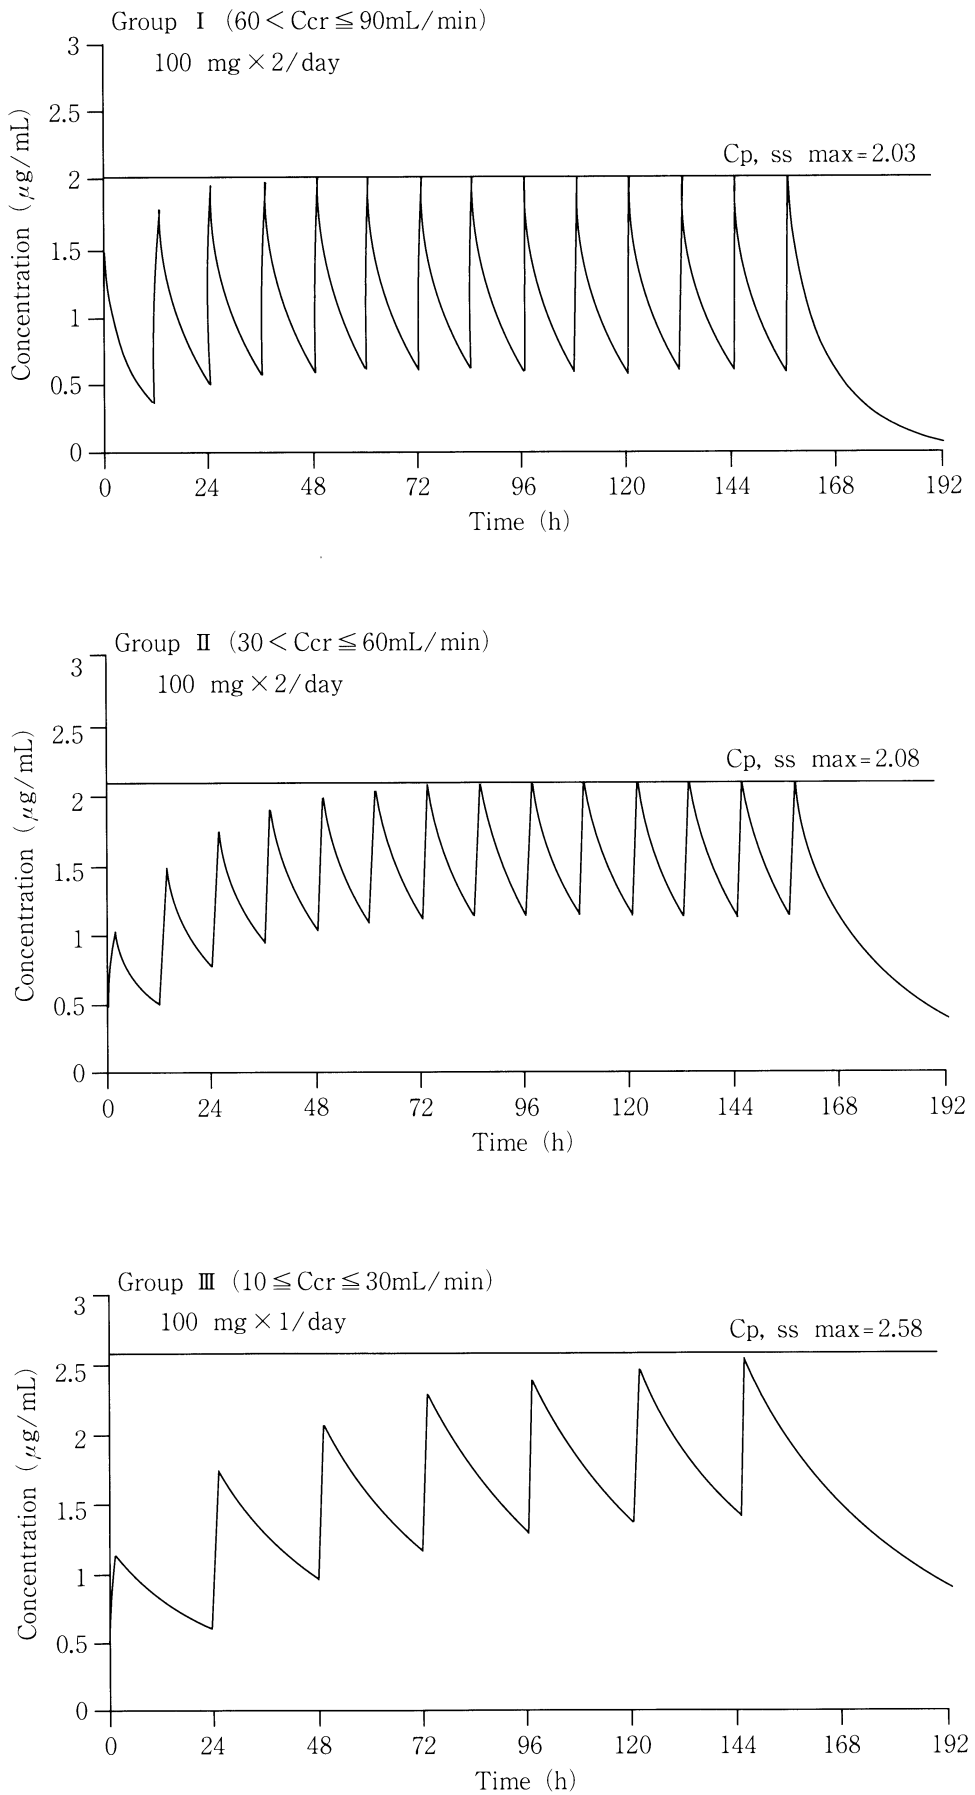 Group Ⅰ (60<Ccr≦90mL/min)
100 mg×2/day
Cp, ss max=2.03
Concentration (μg/mL)
3
2.5
2
1.5
1
0.5
0
0 24 48 72 96 120 144 168 192
Time (h)
Group Ⅱ (30<Ccr≦60mL/min)
100 mg×2/day
Cp, ss max=2.08
Concentration (μg/mL)
3
2.5
2
1.5
1
0.5
0
0 24 48 72 96 120 144 168 192
Time (h)
Group Ⅲ (10≦Ccr≦30mL/min)
100 mg×1/day
Cp, ss max=2.58
Concentration (μg/mL)
3
2.5
2
1.5
1
0.5
0
0 24 48 72 96 120 144 168 192
Time (h)